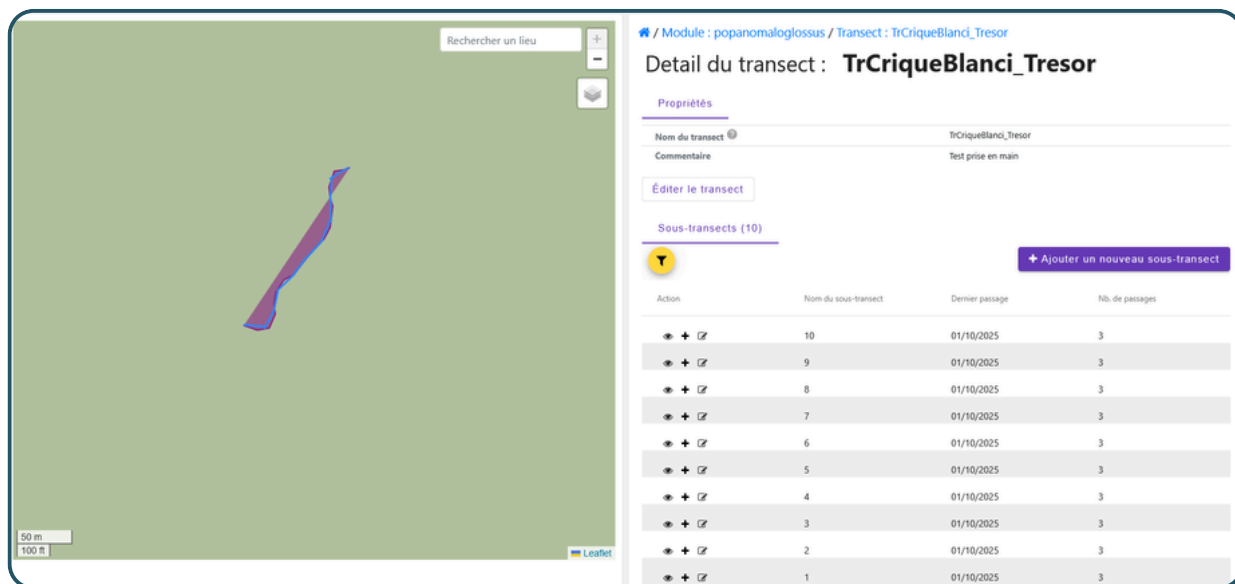 Rechercher un lieu
+
−
50 m
100 ft
Leaflet
/ Module : popanomaloglossus / Transect : TrCriqueBlanci_Tresor
Detail du transect : TrCriqueBlanci_Tresor
Propriétés
Nom du transect ? TrCriqueBlanci_Tresor
Commentaire Test prise en main
Éditer le transect
Sous-transects (10)
+ Ajouter un nouveau sous-transect
Action Nom du sous-transect Dernier passage Nb. de passages
10 01/10/2025 3
9 01/10/2025 3
8 01/10/2025 3
7 01/10/2025 3
6 01/10/2025 3
5 01/10/2025 3
4 01/10/2025 3
3 01/10/2025 3
2 01/10/2025 3
1 01/10/2025 3